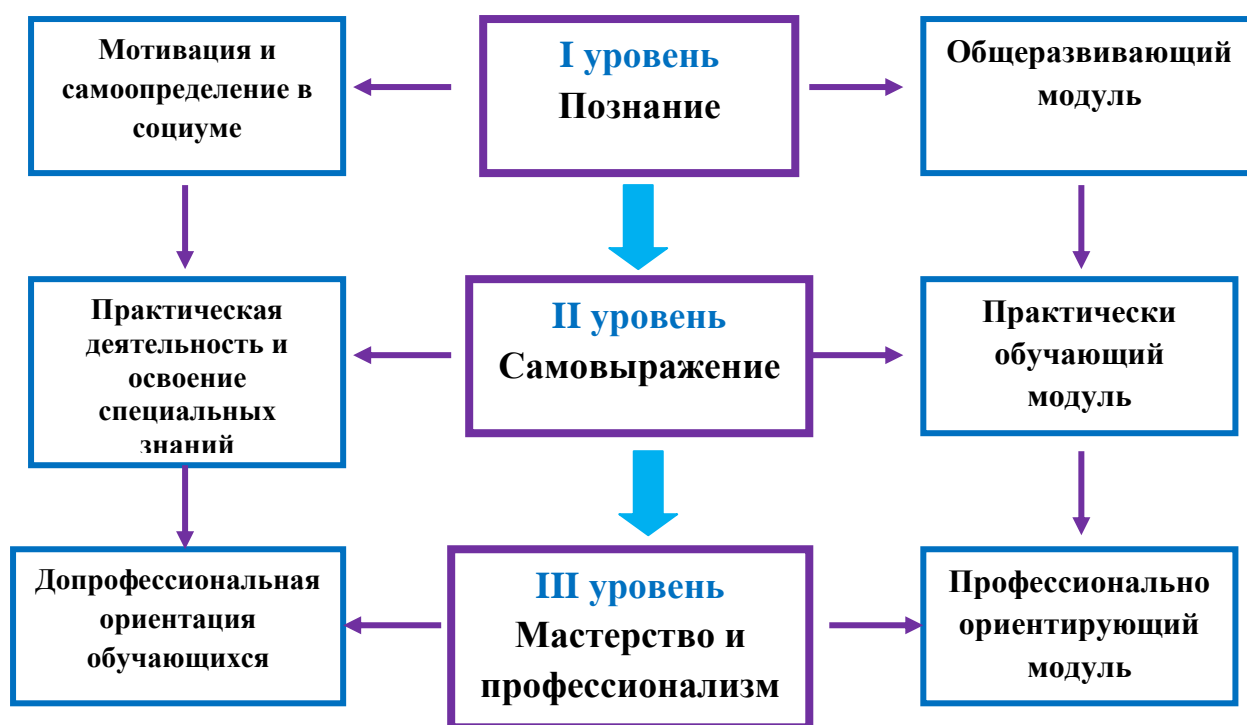 Мотивация и
самоопределение в
социуме
I уровень
Познание
Общеразвивающий
модуль
Практическая
деятельность и
освоение
специальных
знаний
II уровень
Самовыражение
Практически
обучающий
модуль
Допрофессиональная
ориентация
обучающихся
III уровень
Мастерство и
профессионализм
Профессионально
ориентирующий
модуль